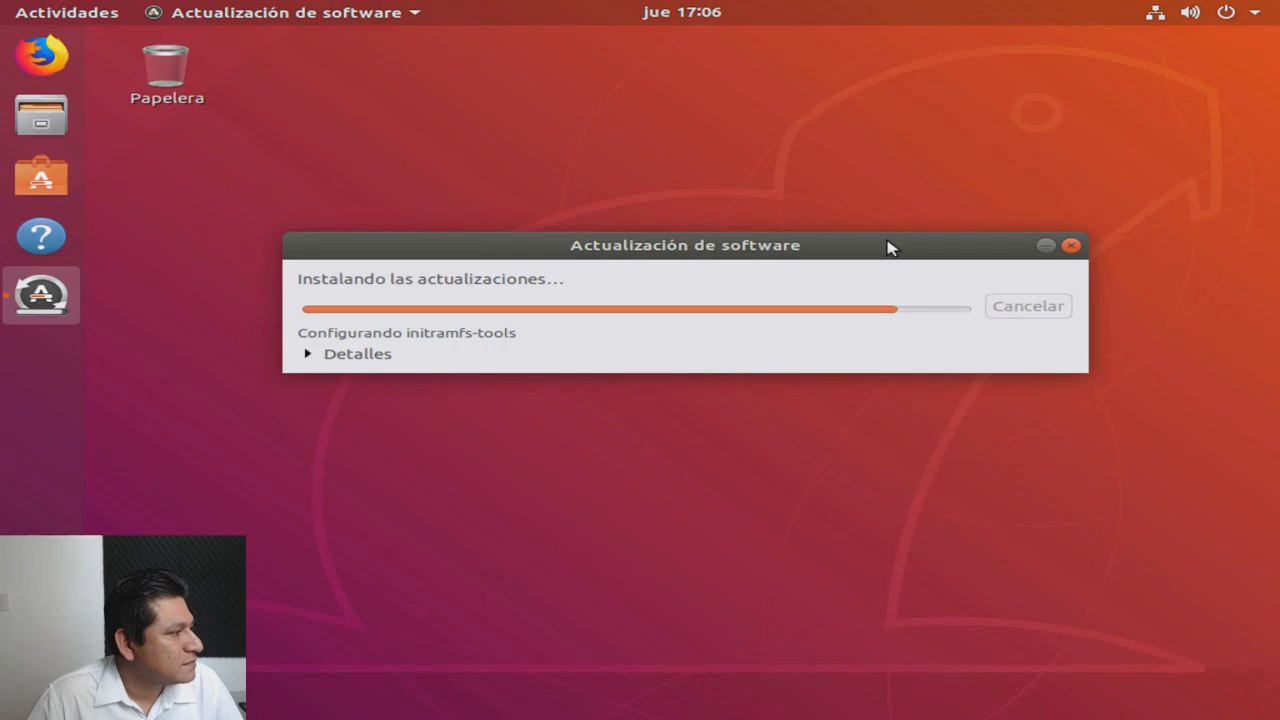 Actividades
Actualización de software
jue 17:06
Papelera
Actualización de software
Instalando las actualizaciones...
Cancelar
Configurando initramfs-tools
Detalles